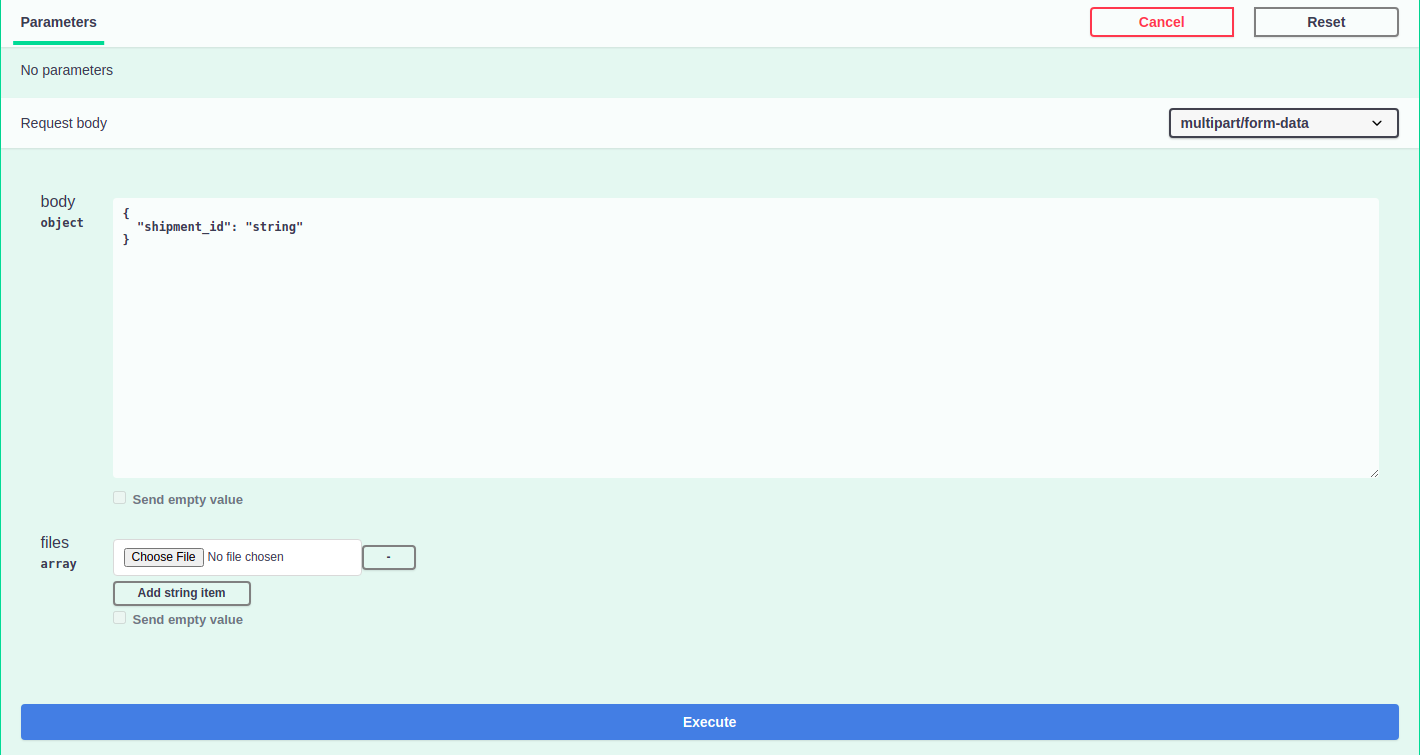 Parameters
Cancel
Reset
No parameters
Request body
multipart/form-data
body
object
{
  "shipment_id": "string"
}
Send empty value
files
array
Choose File No file chosen
-
Add string item
Send empty value
Execute